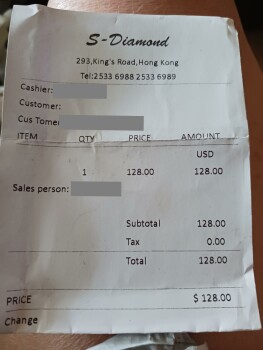 S-Diamond
293,King's Road,Hong Kong
Tel:2533 6988 2533 6989
Cashier:
Customer:
Cus Tomer
ITEM QTY PRICE AMOUNT
USD
1 128.00 128.00
Sales person:
Subtotal 128.00
Tax 0.00
Total 128.00
PRICE $ 128.00
Change